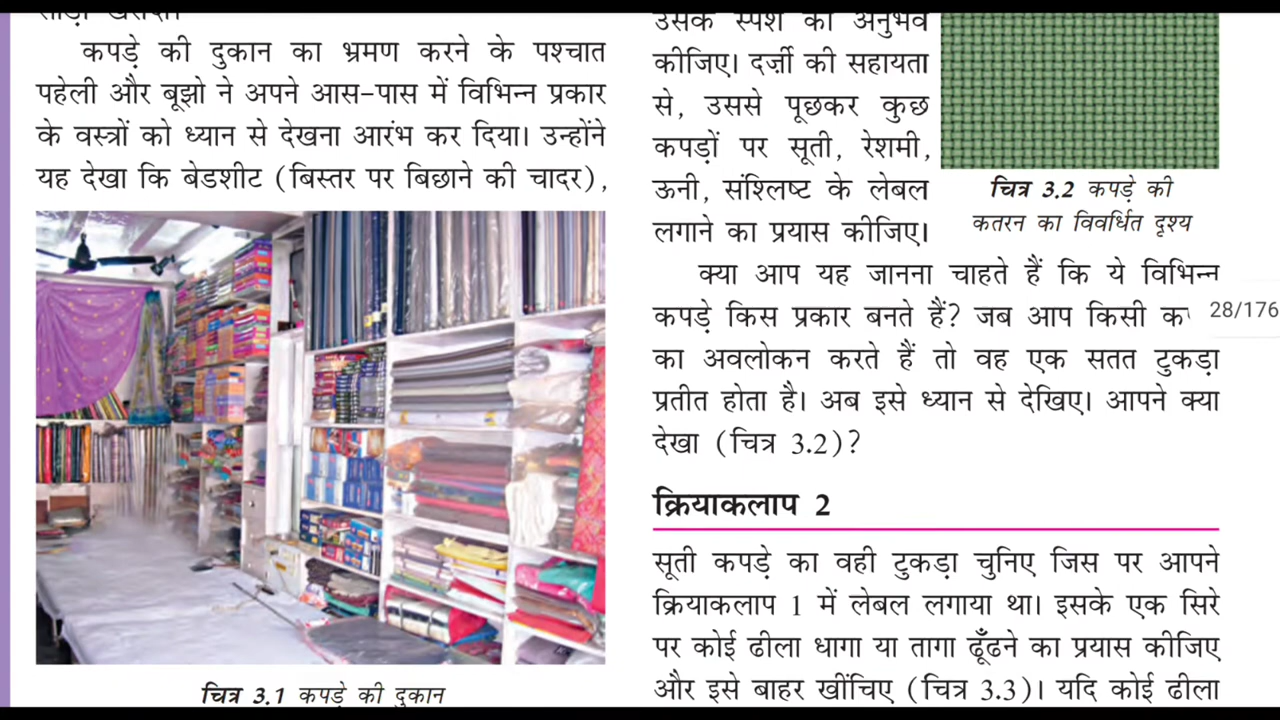 कपड़े की दुकान का भ्रमण करने के पश्चात
पहेली और बूझो ने अपने आस-पास में विभिन्न प्रकार
के वस्त्रों को ध्यान से देखना आरंभ कर दिया। उन्होंने
यह देखा कि बेडशीट (बिस्तर पर बिछाने की चादर),
चित्र 3.1 कपड़े की दुकान
उसके स्पर्श का अनुभव
कीजिए। दर्ज़ी की सहायता
से, उससे पूछकर कुछ
कपड़ों पर सूती, रेशमी,
ऊनी, संश्लिष्ट के लेबल
लगाने का प्रयास कीजिए।
चित्र 3.2 कपड़े की
कतरन का विवर्धित दृश्य
क्या आप यह जानना चाहते हैं कि ये विभिन्न
कपड़े किस प्रकार बनते हैं? जब आप किसी
का अवलोकन करते हैं तो वह एक सतत टुकड़ा
प्रतीत होता है। अब इसे ध्यान से देखिए। आपने क्या
देखा (चित्र 3.2)?
क्रियाकलाप 2
सूती कपड़े का वही टुकड़ा चुनिए जिस पर आपने
क्रियाकलाप 1 में लेबल लगाया था। इसके एक सिरे
पर कोई ढीला धागा या तागा ढूँढने का प्रयास कीजिए
और इसे बाहर खींचिए (चित्र 3.3)। यदि कोई ढीला
28/176